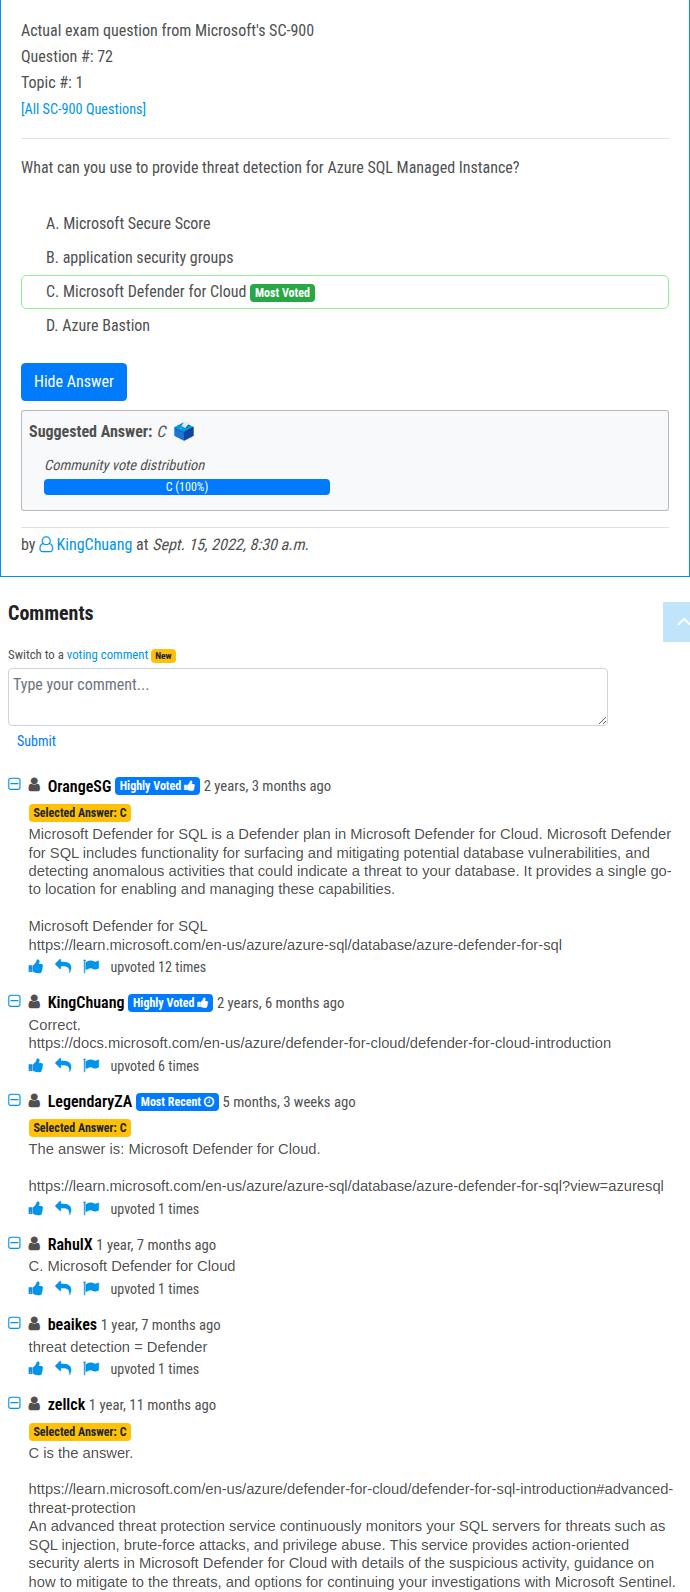 Actual exam question from Microsoft's SC-900
Question #: 72
Topic #: 1
[All SC-900 Questions]
What can you use to provide threat detection for Azure SQL Managed Instance?
A. Microsoft Secure Score
B. application security groups
C. Microsoft Defender for Cloud Most Voted
D. Azure Bastion
Hide Answer
Suggested Answer: C
Community vote distribution
C (100%)
by KingChuang at Sept. 15, 2022, 8:30 a.m.
Comments
Switch to a voting comment New
Type your comment...
Submit
OrangeSG Highly Voted 2 years, 3 months ago
Selected Answer: C
Microsoft Defender for SQL is a Defender plan in Microsoft Defender for Cloud. Microsoft Defender
for SQL includes functionality for surfacing and mitigating potential database vulnerabilities, and
detecting anomalous activities that could indicate a threat to your database. It provides a single go-
to location for enabling and managing these capabilities.
Microsoft Defender for SQL
https://learn.microsoft.com/en-us/azure/azure-sql/database/azure-defender-for-sql
upvoted 12 times
KingChuang Highly Voted 2 years, 6 months ago
Correct.
https://docs.microsoft.com/en-us/azure/defender-for-cloud/defender-for-cloud-introduction
upvoted 6 times
LegendaryZA Most Recent 5 months, 3 weeks ago
Selected Answer: C
The answer is: Microsoft Defender for Cloud.
https://learn.microsoft.com/en-us/azure/azure-sql/database/azure-defender-for-sql?view=azuresql
upvoted 1 times
RahulX 1 year, 7 months ago
C. Microsoft Defender for Cloud
upvoted 1 times
beaikes 1 year, 7 months ago
threat detection = Defender
upvoted 1 times
zellck 1 year, 11 months ago
Selected Answer: C
C is the answer.
https://learn.microsoft.com/en-us/azure/defender-for-cloud/defender-for-sql-introduction#advanced-
threat-protection
An advanced threat protection service continuously monitors your SQL servers for threats such as
SQL injection, brute-force attacks, and privilege abuse. This service provides action-oriented
security alerts in Microsoft Defender for Cloud with details of the suspicious activity, guidance on
how to mitigate to the threats, and options for continuing your investigations with Microsoft Sentinel.